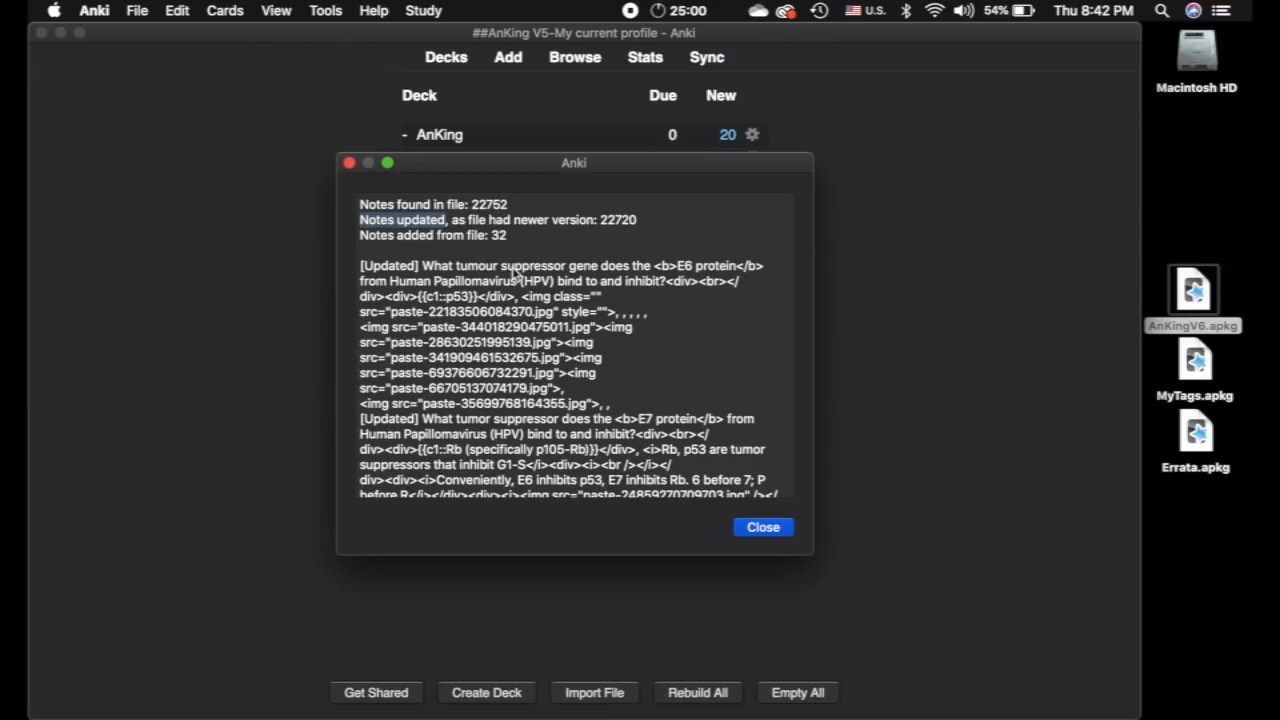 Anki File Edit Cards View Tools Help Study 25:00 U.S. 54% Thu 8:42 PM
##AnKing V5-My current profile - Anki
Decks Add Browse Stats Sync
Deck Due New
- AnKing 0 20
Anki
Notes found in file: 22752
Notes updated, as file had newer version: 22720
Notes added from file: 32
[Updated] What tumour suppressor gene does the <b>E6 protein</b>
from Human Papillomavirus (HPV) bind to and inhibit?<div><br></
div><div>{{c1::p53}}</div>, <img class=""
src="paste-22183506084370.jpg" style="">, , , , ,
<img src="paste-344018290475011.jpg"><img
src="paste-28630251995139.jpg"><img
src="paste-341909461532675.jpg"><img
src="paste-69376606732291.jpg"><img
src="paste-66705137074179.jpg">,
<img src="paste-35699768164355.jpg">, ,
[Updated] What tumor suppressor does the <b>E7 protein</b> from
Human Papillomavirus (HPV) bind to and inhibit?<div><br></
div><div>{{c1::Rb (specifically p105-Rb)}}</div>, <i>Rb, p53 are tumor
suppressors that inhibit G1-S</i><div><i><br /></i></
div><div><i>Conveniently, E6 inhibits p53, E7 inhibits Rb. 6 before 7; P
before R</i></div><div><i><img src="paste-24859270709703.jpg" /></
Close
Get Shared Create Deck Import File Rebuild All Empty All
Macintosh HD
AnKingV6.apkg
MyTags.apkg
Errata.apkg